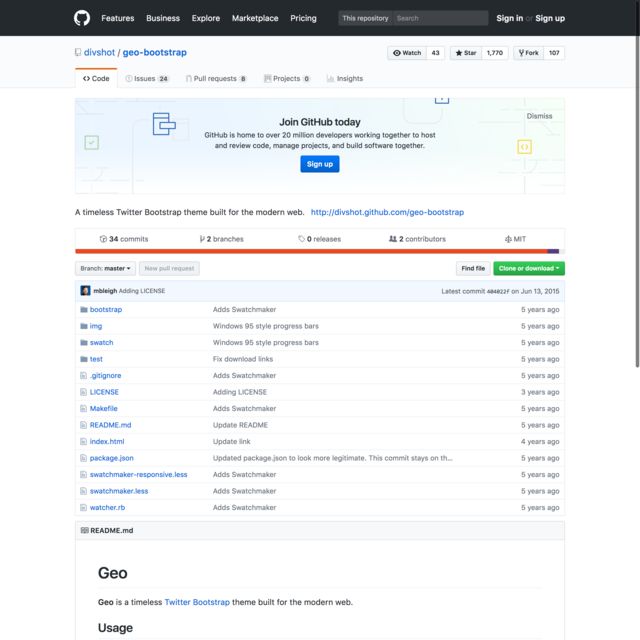 Features Business Explore Marketplace Pricing This repository Search Sign in or Sign up
divshot / geo-bootstrap Watch 43 Star 1,770 Fork 107
Code Issues 24 Pull requests 8 Projects 0 Insights
Join GitHub today
Dismiss
GitHub is home to over 20 million developers working together to host
and review code, manage projects, and build software together.
Sign up
A timeless Twitter Bootstrap theme built for the modern web. http://divshot.github.com/geo-bootstrap
34 commits 2 branches 0 releases 2 contributors MIT
Branch: master New pull request Find file Clone or download
mbleigh Adding LICENSE Latest commit 404022f on Jun 13, 2015
bootstrap Adds Swatchmaker 5 years ago
img Windows 95 style progress bars 5 years ago
swatch Windows 95 style progress bars 5 years ago
test Fix download links 5 years ago
.gitignore Adds Swatchmaker 5 years ago
LICENSE Adding LICENSE 3 years ago
Makefile Adds Swatchmaker 5 years ago
README.md Update README 5 years ago
index.html Update link 4 years ago
package.json Updated package.json to look more legitimate. This commit stays on th... 5 years ago
swatchmaker-responsive.less Adds Swatchmaker 5 years ago
swatchmaker.less Adds Swatchmaker 5 years ago
watcher.rb Adds Swatchmaker 5 years ago
README.md
Geo
Geo is a timeless Twitter Bootstrap theme built for the modern web.
Usage